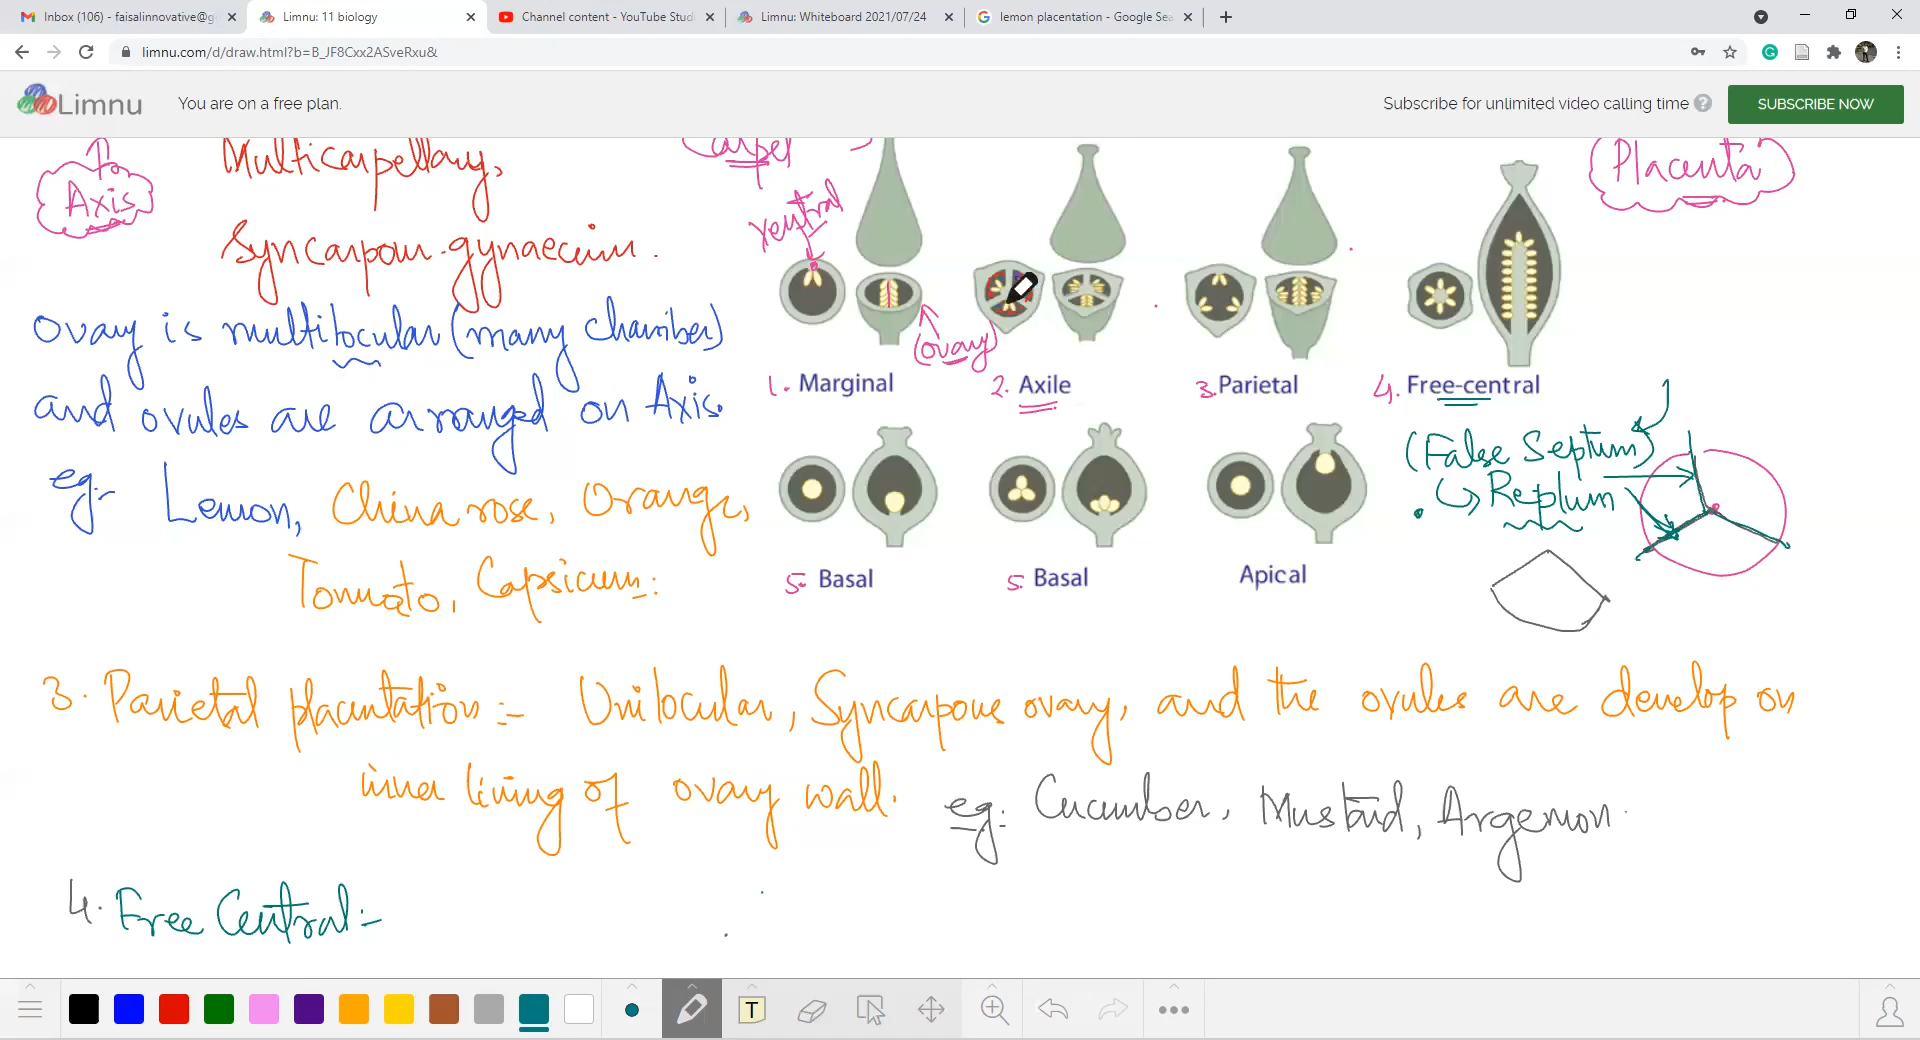 Inbox (106) - faisalinnovative@g
Limnu: 11 biology
Channel content - YouTube Stud
Limnu: Whiteboard 2021/07/24
lemon placentation - Google Sea
limnu.com/d/draw.html?b=B_JF8Cxx2ASveRxu&
Limnu
You are on a free plan.
Subscribe for unlimited video calling time
SUBSCRIBE NOW
Axis
Multicarpellary,
Syncarpour gynaecium.
Ovary is multilocular (many chamber)
and ovules are arranged on Axis.
eg:- Lemon, China rose, Orange,
Tomato, Capsicum:
Carpel
Placenta
ventral
(ovary)
1. Marginal
2. Axile
3. Parietal
4. Free-central
(False Septum)
Replum
5. Basal
5. Basal
Apical
3. Parietal placentation:- Unilocular, Syncarpous ovary, and the ovules are develop on
inner lining of ovary wall.
eg: Cucumber, Mustard, Argemon.
4. Free Central:-
T